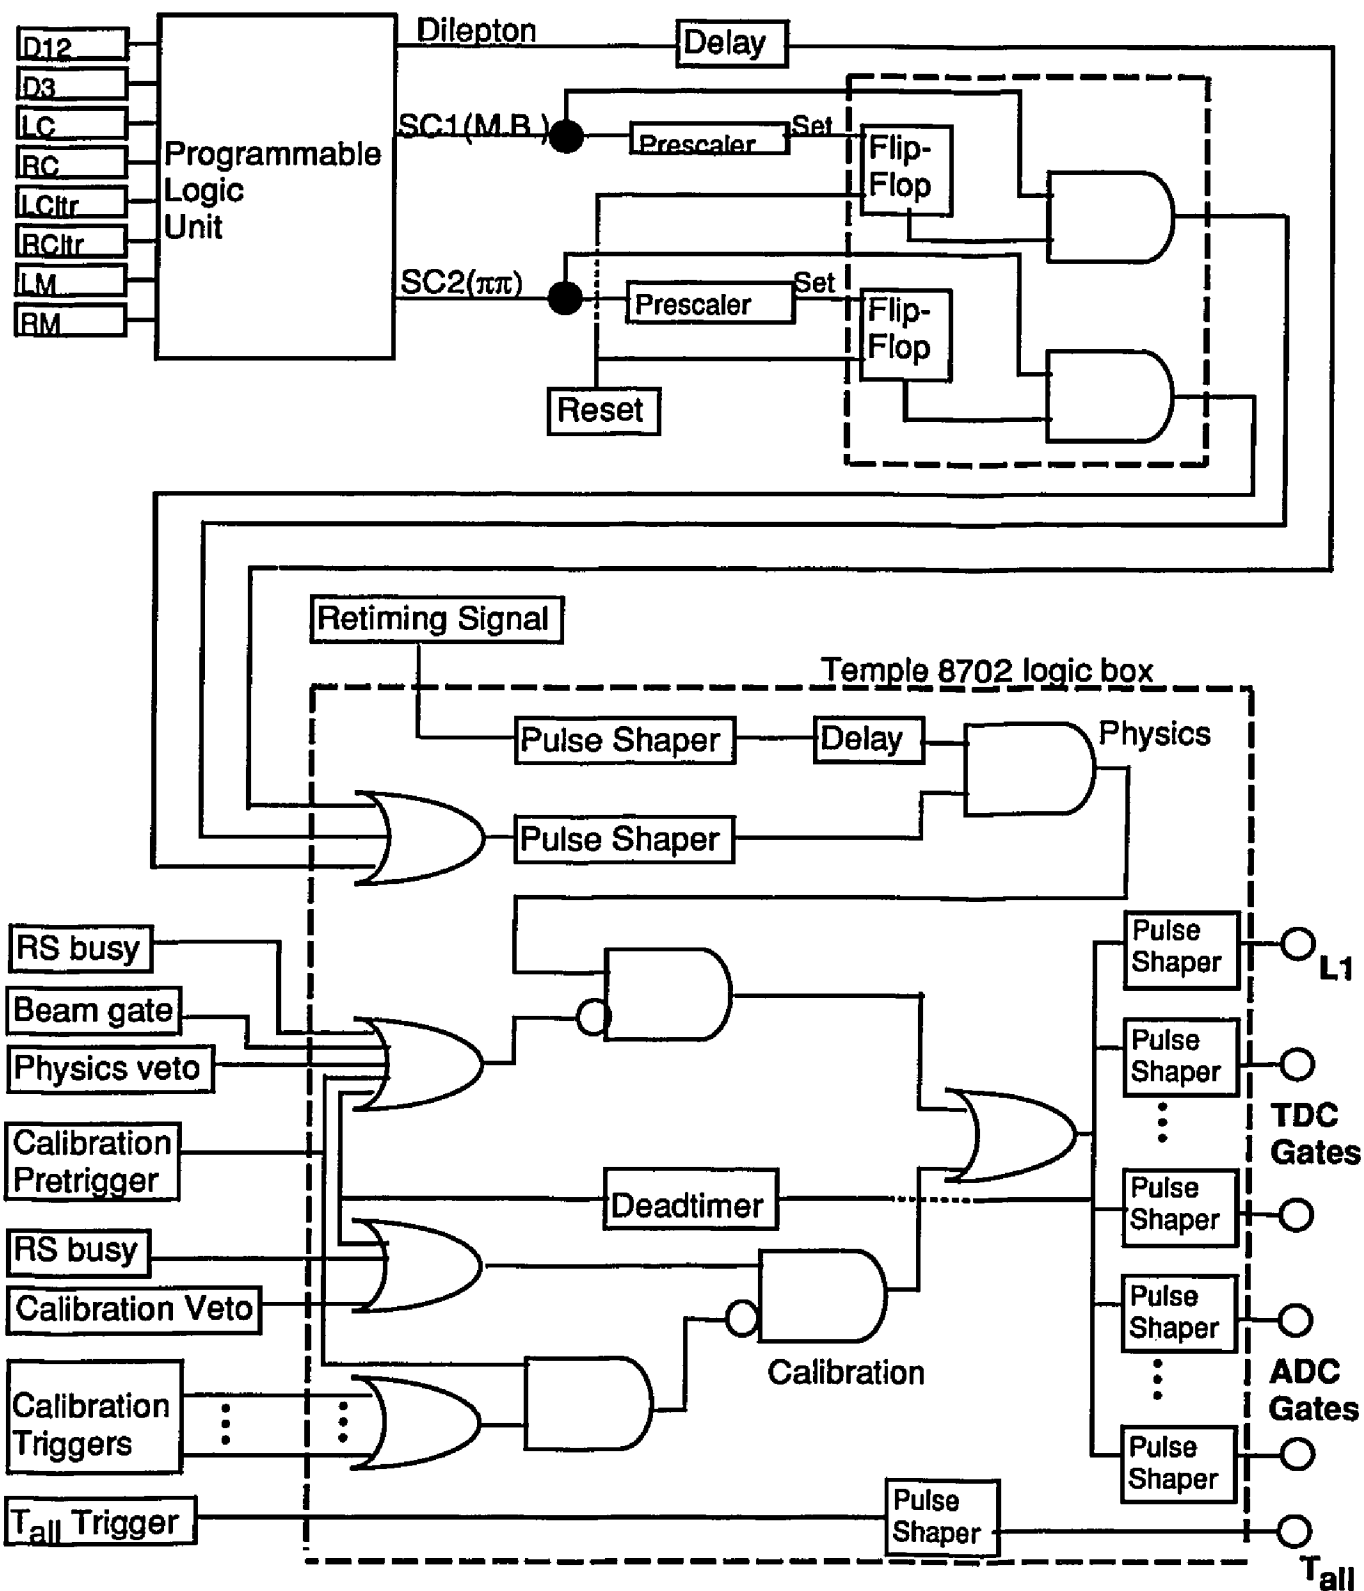 D12
D3
LC
RC
LCltr
RCltr
LM
RM
Programmable
Logic
Unit
Dilepton
Delay
SC1(M.B.)
Prescaler
Set
Flip-
Flop
SC2(ππ)
Prescaler
Set
Flip-
Flop
Reset
Retiming Signal
Temple 8702 logic box
Pulse Shaper
Delay
Physics
Pulse Shaper
RS busy
Beam gate
Physics veto
Calibration
Pretrigger
Deadtimer
RS busy
Calibration Veto
Calibration
Calibration
Triggers
Tall Trigger
Pulse
Shaper
L1
Pulse
Shaper
TDC
Gates
Pulse
Shaper
Pulse
Shaper
ADC
Gates
Pulse
Shaper
Pulse
Shaper
Tall